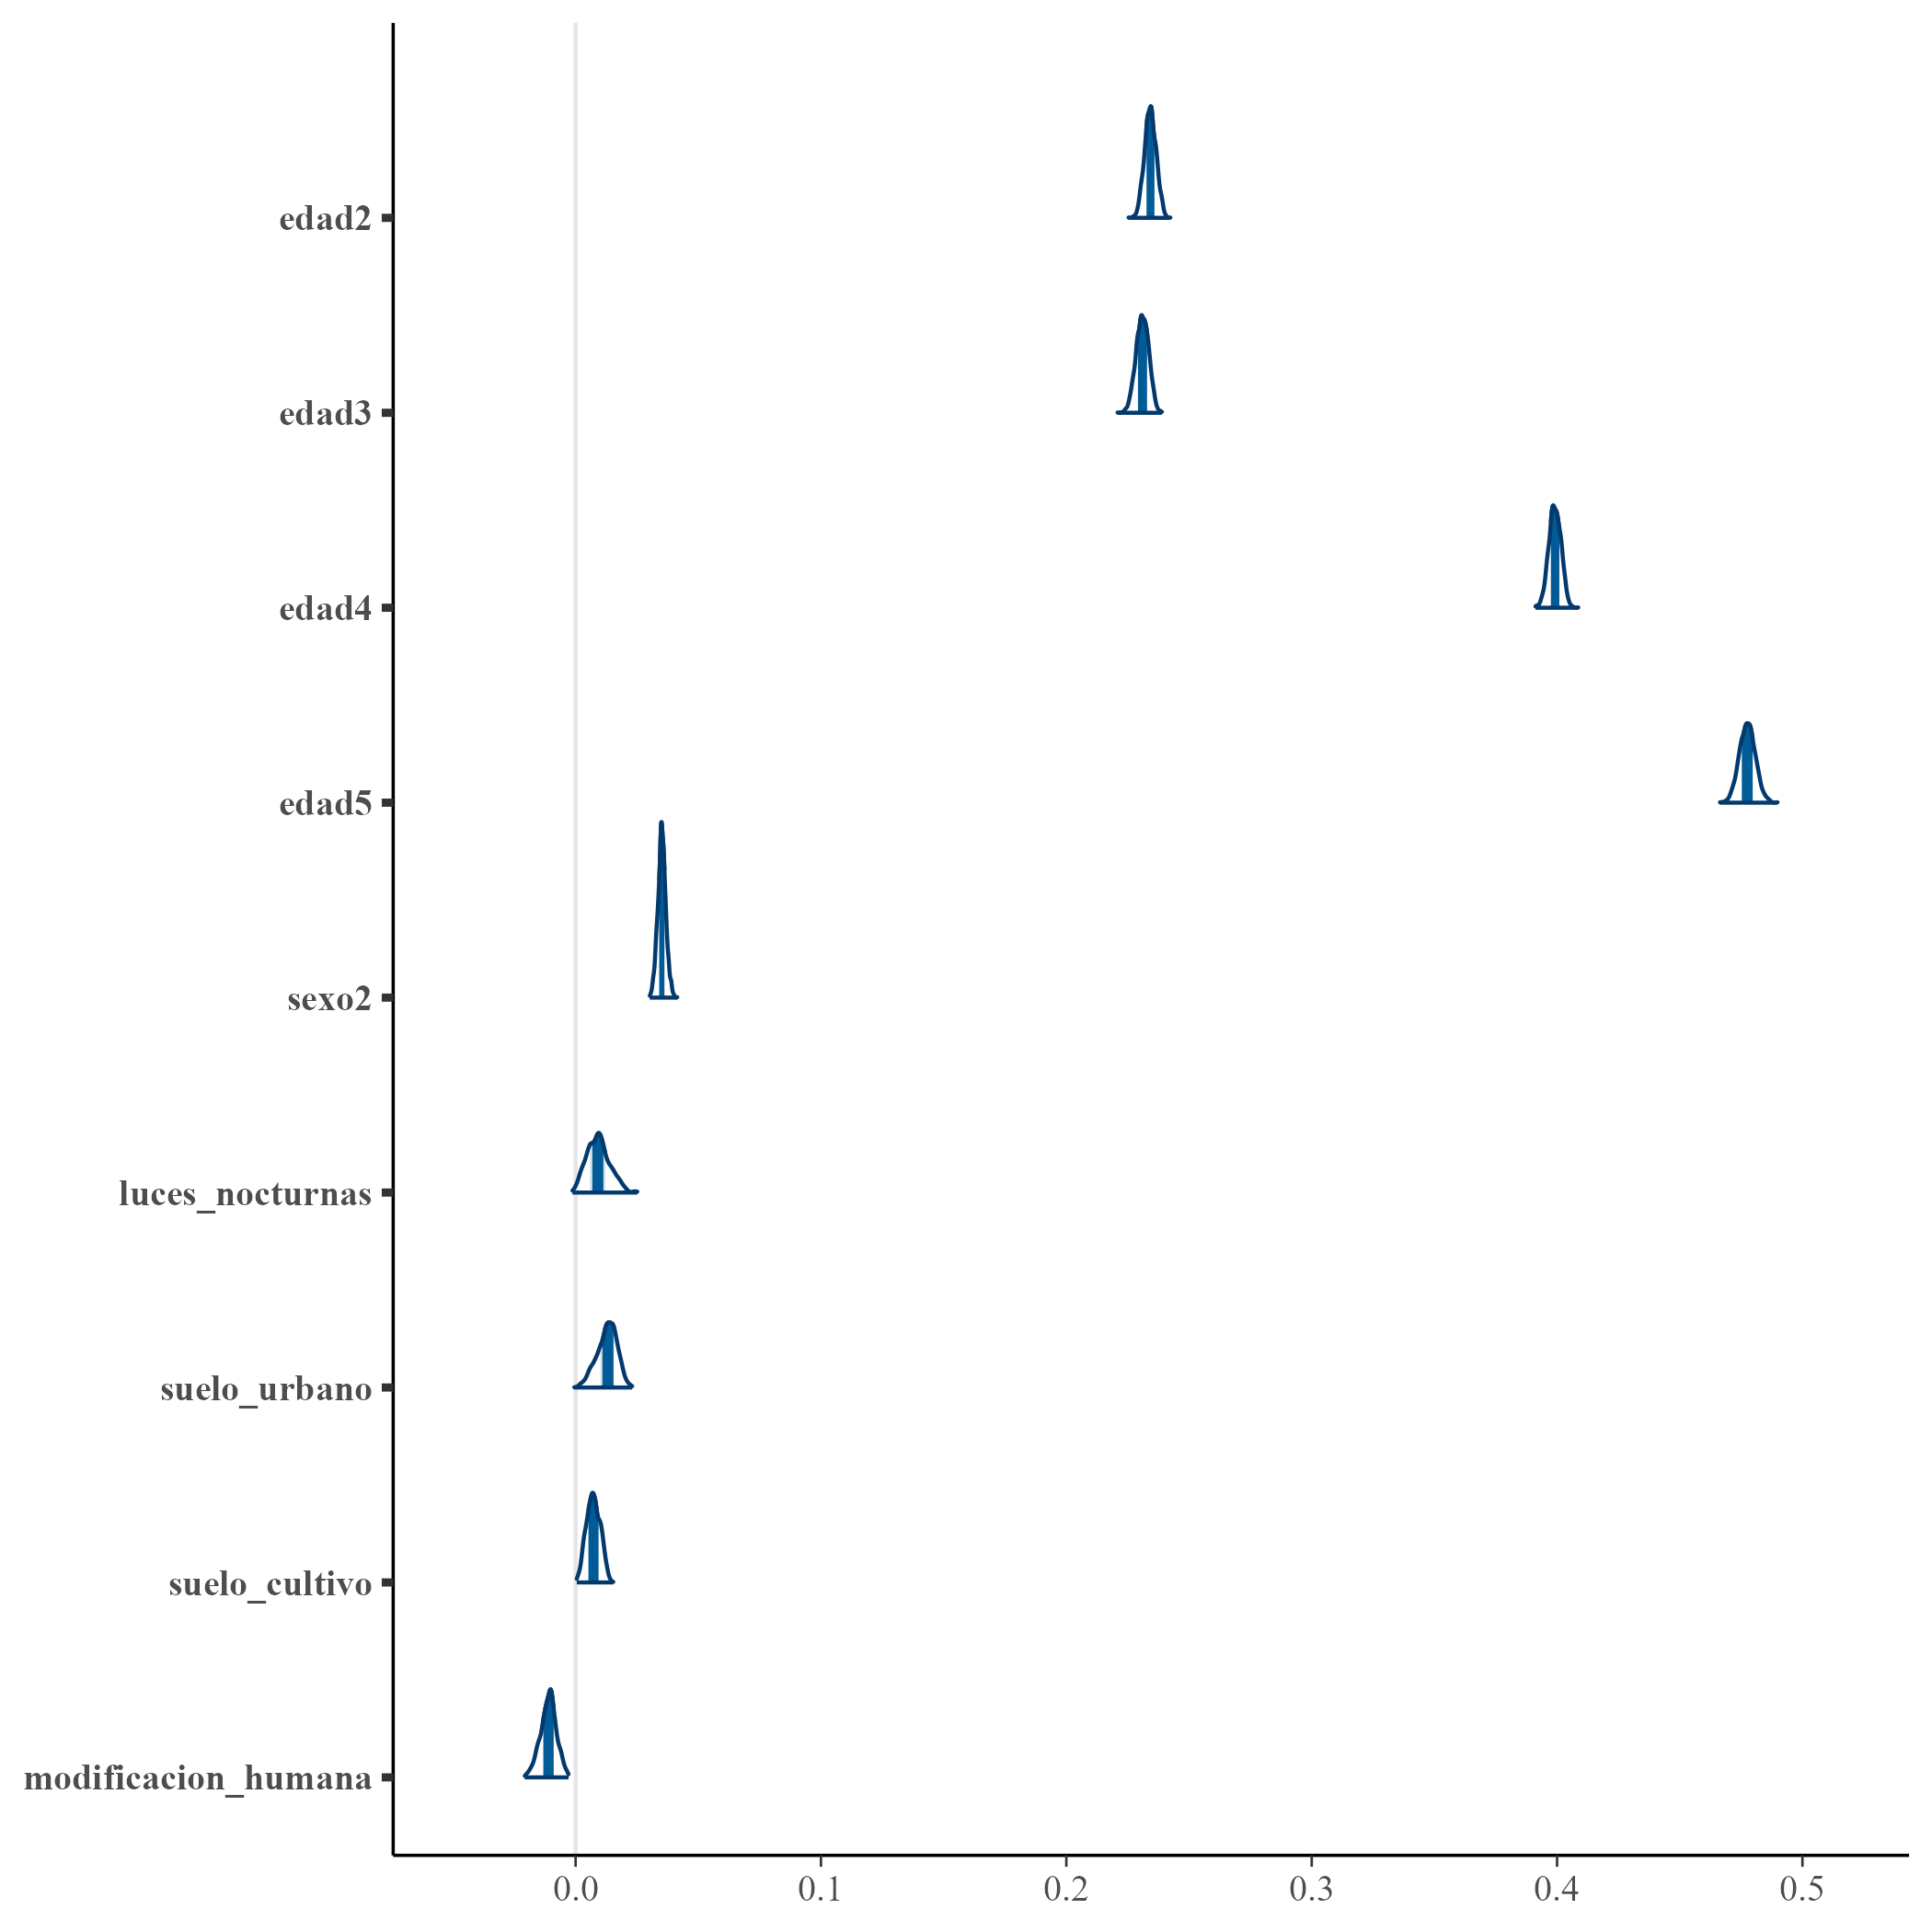 edad2
edad3
edad4
edad5
sexo2
luces_nocturnas
suelo_urbano
suelo_cultivo
modificacion_humana
0.0 0.1 0.2 0.3 0.4 0.5